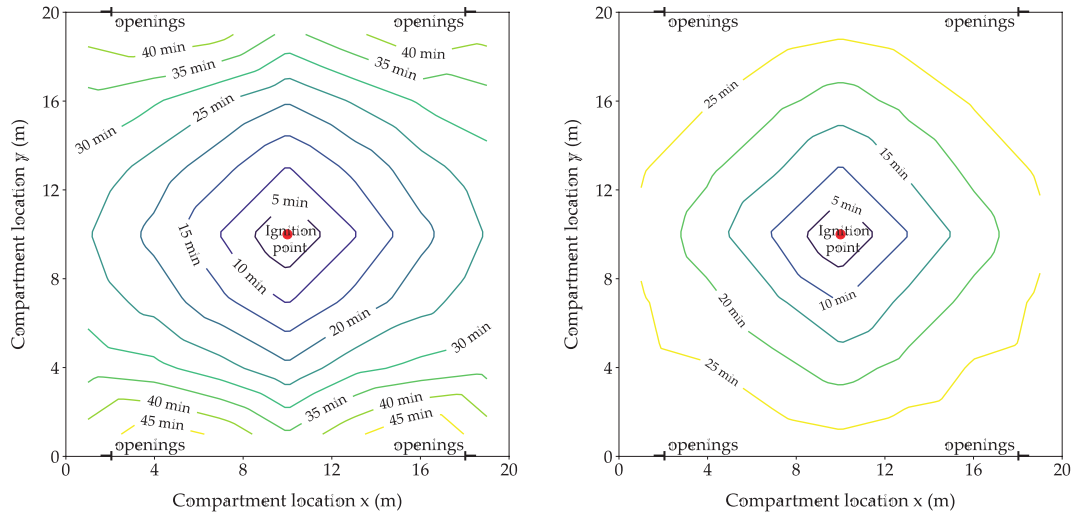 20
openings
openings
40 min
40 min
35 min
35 min
16
30 min
25 min
12
5 min
Ignition
point
15 min
10 min
8
20 min
30 min
4
35 min
40 min
40 min
45 min
45 min
openings
openings
0
0
4
8
12
16
20
Compartment location x (m)
Compartment location y (m)
20
openings
openings
25 min
16
15 min
12
5 min
Ignition
point
8
10 min
20 min
4
25 min
openings
openings
0
0
4
8
12
16
20
Compartment location x (m)
Compartment location y (m)